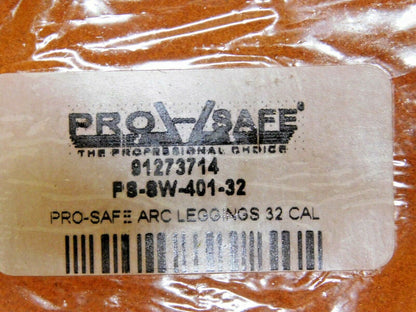 PRO SAFE®
THE PROFESSIONAL CHOICE
91273714
PS-SW-401-32
PRO-SAFE ARC LEGGINGS 32 CAL